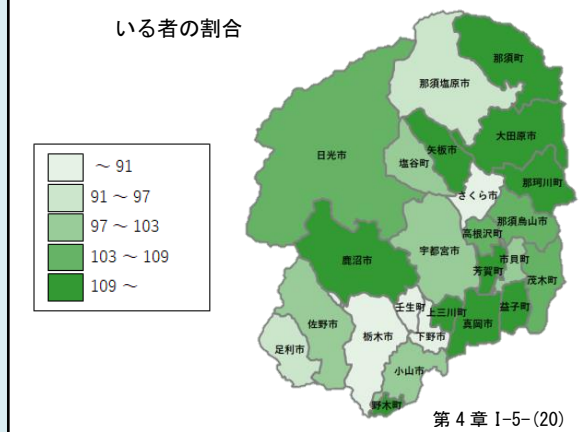 いる者の割合
～ 91
91 ～ 97
97 ～ 103
103 ～ 109
109 ～
那須町
那須塩原市
大田原市
矢板市
日光市
塩谷町
那珂川町
さくら市
那須烏山市
高根沢町
宇都宮市
市貝町
鹿沼市
芳賀町
茂木町
壬生町
上三川町
益子町
真岡市
佐野市
栃木市
下野市
足利市
小山市
野木町
第４章 Ⅰ-5-(20)